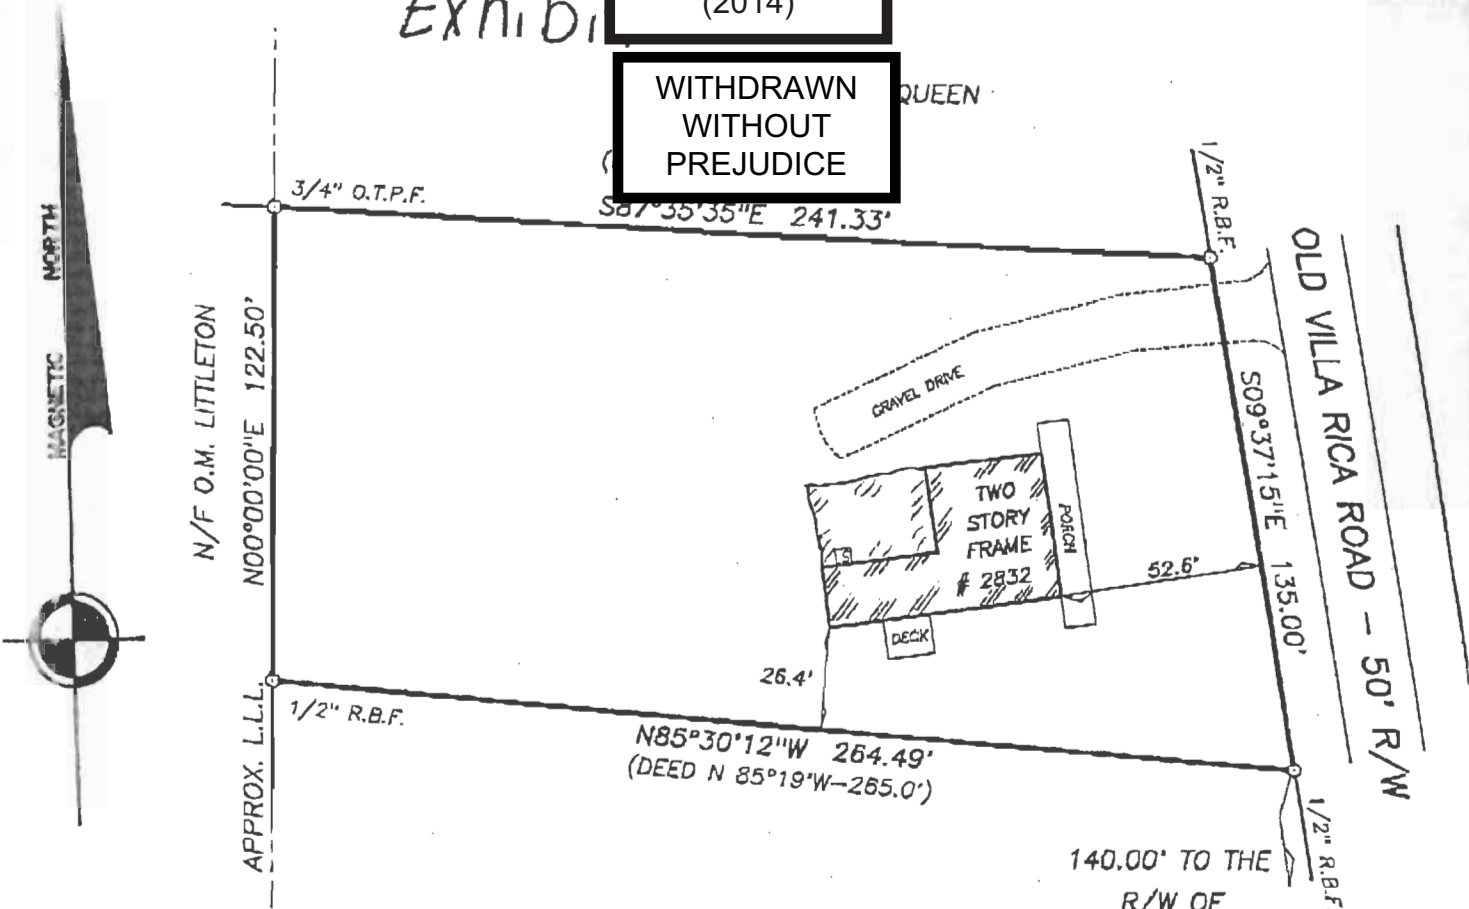 (2014)
WITHDRAWN
WITHOUT
PREJUDICE
QUEEN
3/4" O.T.P.F.
S87°35'35"E 241.33'
1/2" R.B.F.
MAGNETIC NORTH
N/F O.M. LITTLETON
N00°00'00"E 122.50'
OLD VILLA RICA ROAD - 50' R/W
S09°37'15"E 135.00'
GRAVEL DRIVE
TWO
STORY
FRAME
# 2832
PORCH
DECK
52.6'
26.4'
APPROX. L.L.L.
1/2" R.B.F.
N85°30'12"W 264.49'
(DEED N 85°19'W-265.0')
1/2" R.B.F
140.00' TO THE
R/W OF